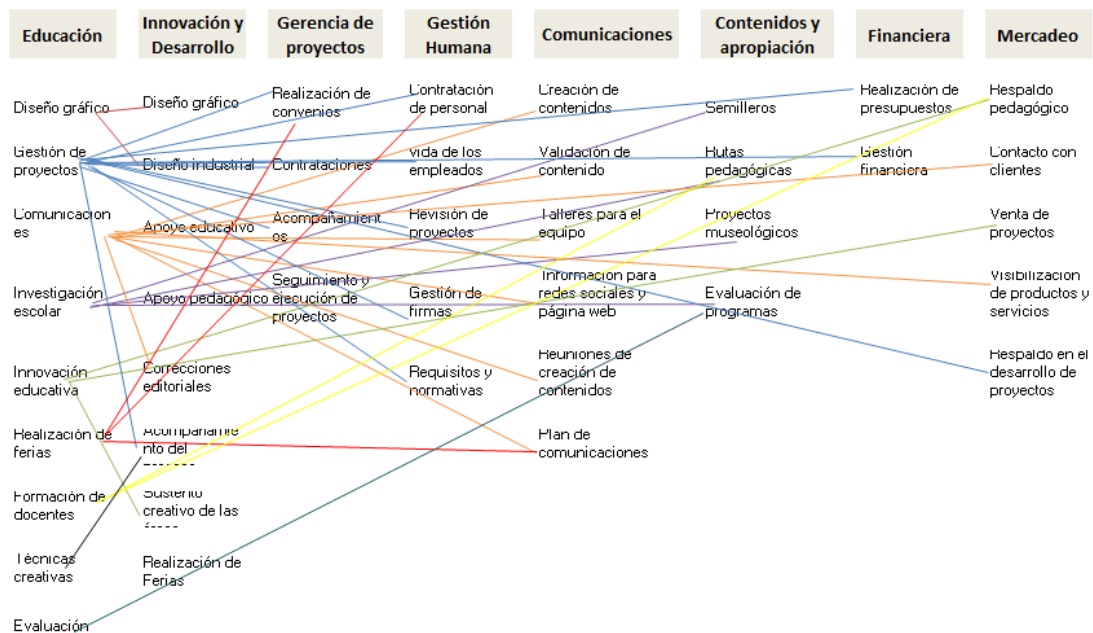 Educación
Innovación y
Desarrollo
Gerencia de
proyectos
Gestión
Humana
Comunicaciones
Contenidos y
apropiación
Financiera
Mercadeo
Diseño gráfico
Gestión de
proyectos
Comunicacion
es
Investigación
escolar
Innovación
educativa
Realización de
ferias
Formación de
docentes
Técnicas
creativas
Evaluación
Diseño gráfico
Diseño industrial
Apoyo educativo
Apoyo pedagógico
Correcciones
editoriales
Acompañamie
nto del
Sustento
creativo de las
Realización de
Ferias
Realización de
convenios
Contrataciones
Acompañamient
os
Seguimiento y
ejecución de
proyectos
Contratación
de personal
vida de los
empleados
Revisión de
proyectos
Gestión de
firmas
Requisitos y
normativas
Creación de
contenidos
Validación de
contenido
Talleres para el
equipo
Información para
redes sociales y
página web
Reuniones de
creación de
contenidos
Plan de
comunicaciones
Semilleros
Rutas
pedagógicas
Proyectos
museológicos
Evaluación de
programas
Realización de
presupuestos
Gestión
financiera
Respaldo
pedagógico
Contacto con
clientes
Venta de
proyectos
Visibilización
de productos y
servicios
Respaldo en el
desarrollo de
proyectos